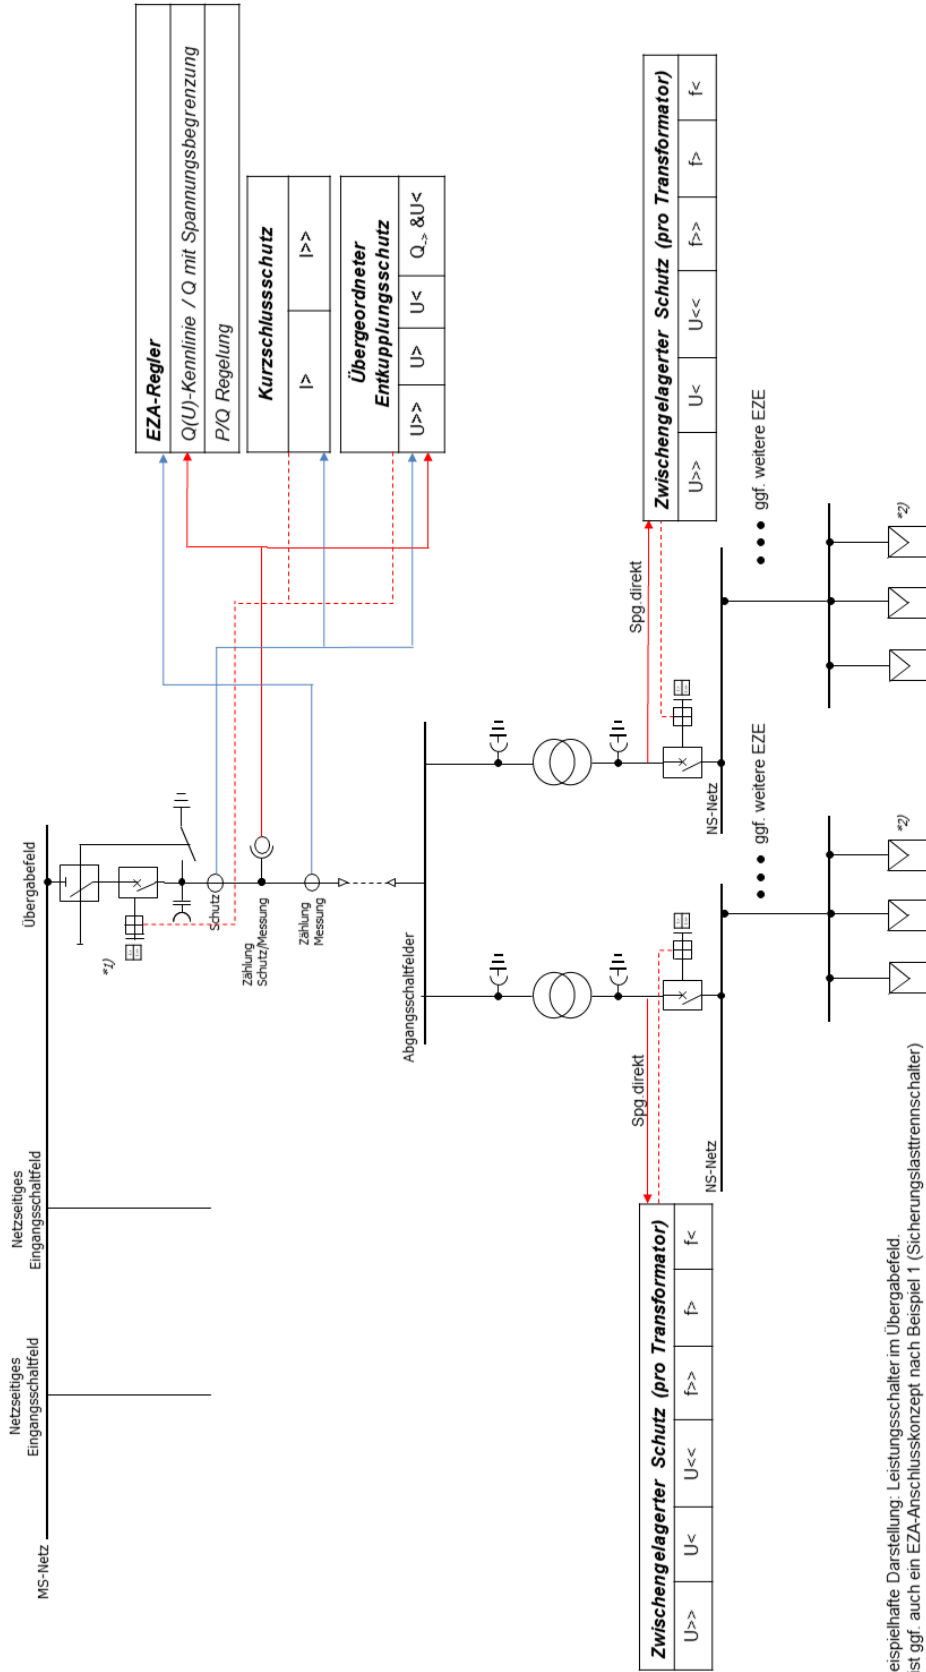 MS-Netz
Netzseitiges
Eingangsschaltfeld
Netzseitiges
Eingangsschaltfeld
Übergabefeld
*1)
Schutz
Zählung
Schutz/Messung
Zählung
Messung
Abgangsschaltfelder
EZA-Regler
Q(U)-Kennlinie / Q mit Spannungsbegrenzung
P/Q Regelung
Kurzschlussschutz
I> I>>
Übergeordneter
Entkupplungsschutz
U>> U> U< Q-> &U<
Spg.direkt
Spg.direkt
Zwischengelagerter Schutz (pro Transformator)
U>> U< U<< f>> f> f<
Zwischengelagerter Schutz (pro Transformator)
U>> U< U<< f>> f> f<
NS-Netz
NS-Netz
ggf. weitere EZE
ggf. weitere EZE
*2)
*2)
eispielhafte Darstellung: Leistungsschalter im Übergabefeld.
ist ggf. auch ein EZA-Anschlusskonzept nach Beispiel 1 (Sicherungslasttrennschalter)